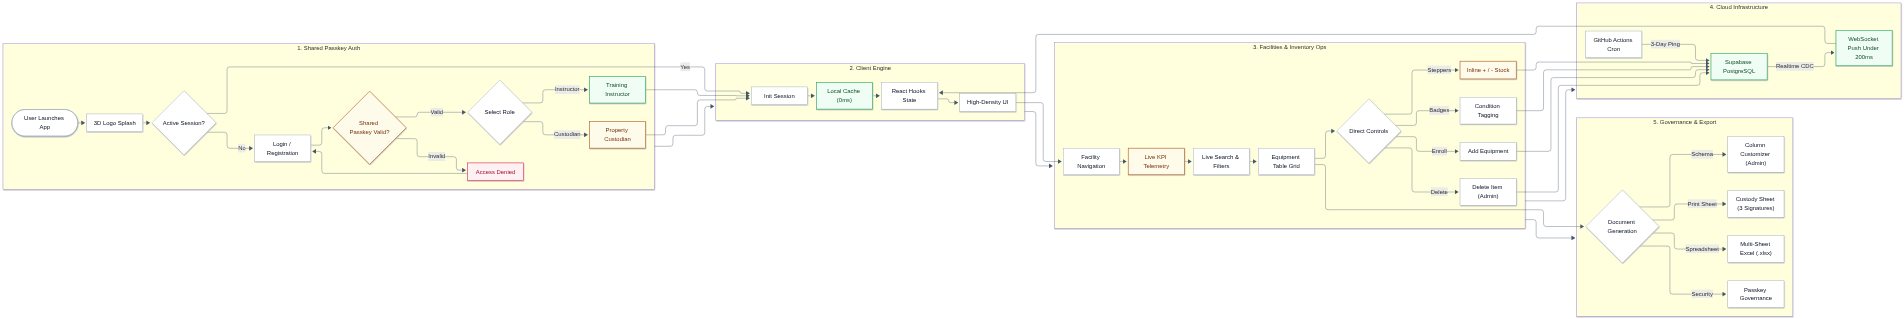 1. Shared Passkey Auth
User Launches
App
3D Logo Splash
Active Session?
Yes
No
Login /
Registration
Shared
Passkey Valid?
Valid
Invalid
Select Role
Access Denied
Instructor
Custodian
Training
Instructor
Property
Custodian
2. Client Engine
Init Session
Local Cache
(0ms)
React Hooks
State
High-Density UI
3. Facilities & Inventory Ops
Facility
Navigation
Live KPI
Telemetry
Live Search &
Filters
Equipment
Table Grid
Direct Controls
Steppers
Badges
Enroll
Delete
Inline + / - Stock
Condition
Tagging
Add Equipment
Delete Item
(Admin)
4. Cloud Infrastructure
GitHub Actions
Cron
3-Day Ping
Supabase
PostgreSQL
Realtime CDC
WebSocket
Push Under
200ms
5. Governance & Export
Document
Generation
Schema
Print Sheet
Spreadsheet
Security
Column
Customizer
(Admin)
Custody Sheet
(3 Signatures)
Multi-Sheet
Excel (.xlsx)
Passkey
Governance